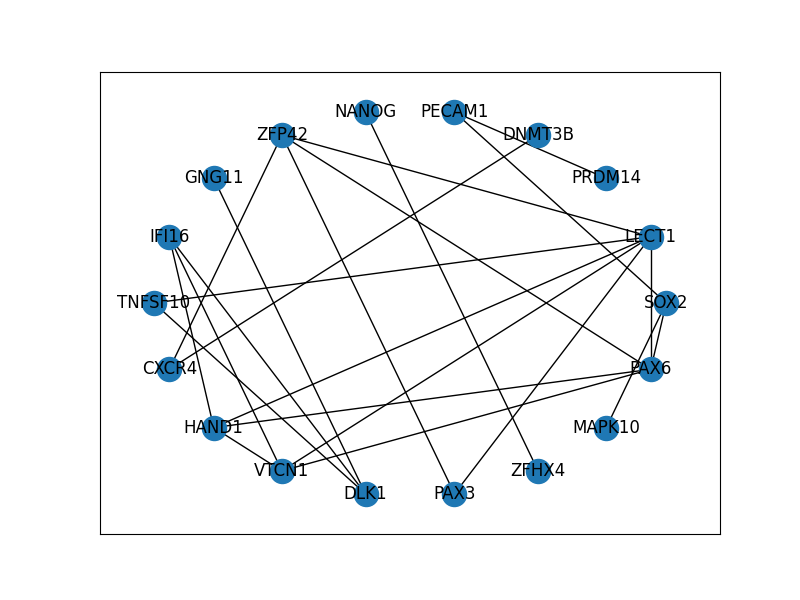 NANOG
PECAM1
ZFP42
DNMT3B
GNG11
PRDM14
IFI16
LECT1
TNFSF10
SOX2
CXCR4
PAX6
HAND1
MAPK10
VTCN1
ZFHX4
DLK1
PAX3